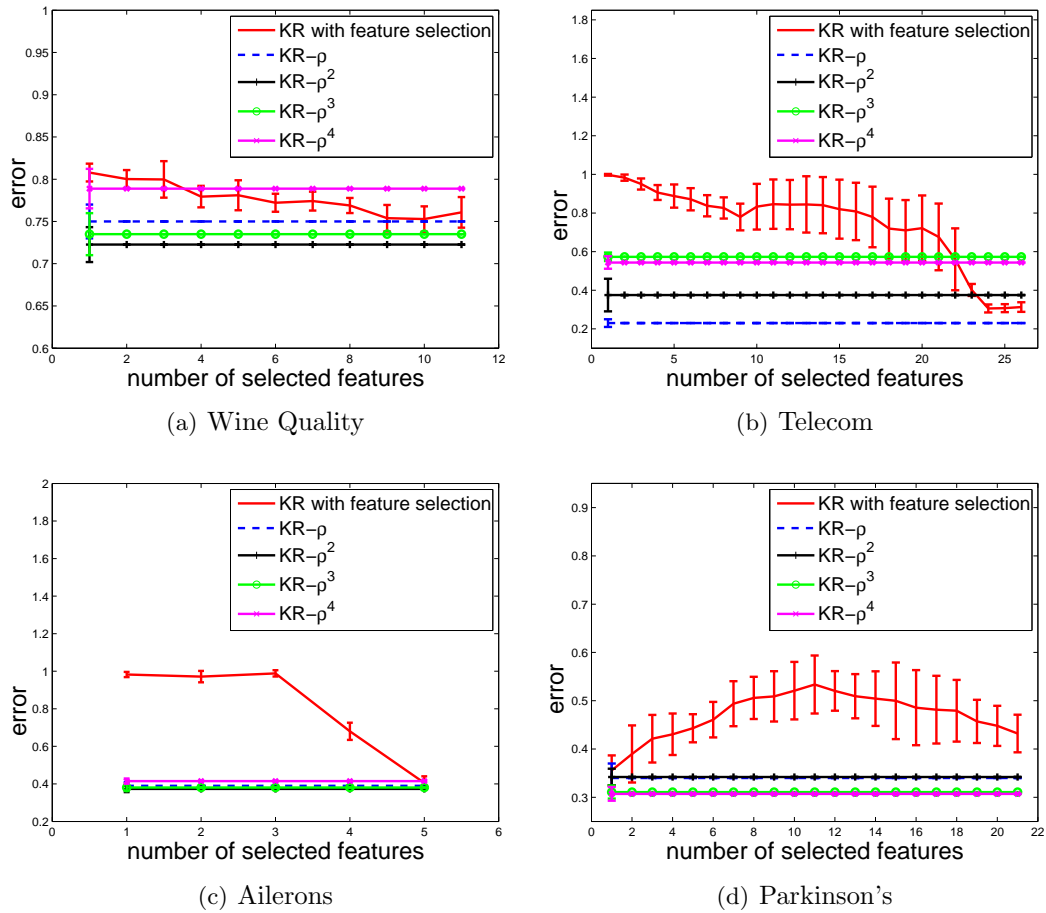 1
0.95
0.9
0.85
0.8
0.75
0.7
0.65
0.6
0 2 4 6 8 10 12
error
number of selected features
KR with feature selection
KR−ρ
KR−ρ²
KR−ρ³
KR−ρ⁴
(a) Wine Quality
1.8
1.6
1.4
1.2
1
0.8
0.6
0.4
0.2
0 5 10 15 20 25
error
number of selected features
KR with feature selection
KR−ρ
KR−ρ²
KR−ρ³
KR−ρ⁴
(b) Telecom
2
1.8
1.6
1.4
1.2
1
0.8
0.6
0.4
0.2
0 1 2 3 4 5 6
error
number of selected features
KR with feature selection
KR−ρ
KR−ρ²
KR−ρ³
KR−ρ⁴
(c) Ailerons
0.9
0.8
0.7
0.6
0.5
0.4
0.3
0 2 4 6 8 10 12 14 16 18 20 22
error
number of selected features
KR with feature selection
KR−ρ
KR−ρ²
KR−ρ³
KR−ρ⁴
(d) Parkinson's